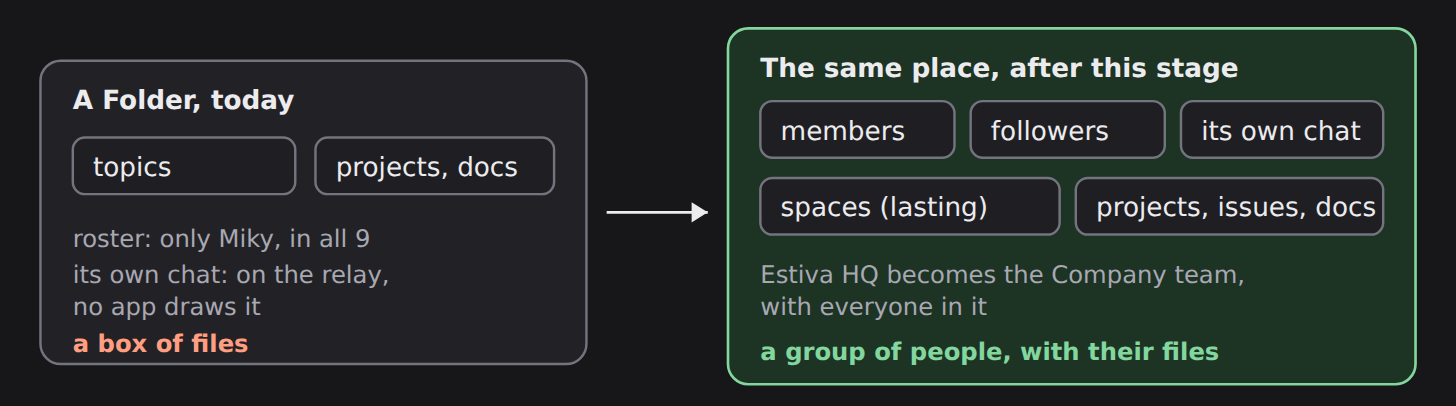 A Folder, today
topics
projects, docs
roster: only Miky, in all 9
its own chat: on the relay,
no app draws it
a box of files
The same place, after this stage
members
followers
its own chat
spaces (lasting)
projects, issues, docs
Estiva HQ becomes the Company team,
with everyone in it
a group of people, with their files